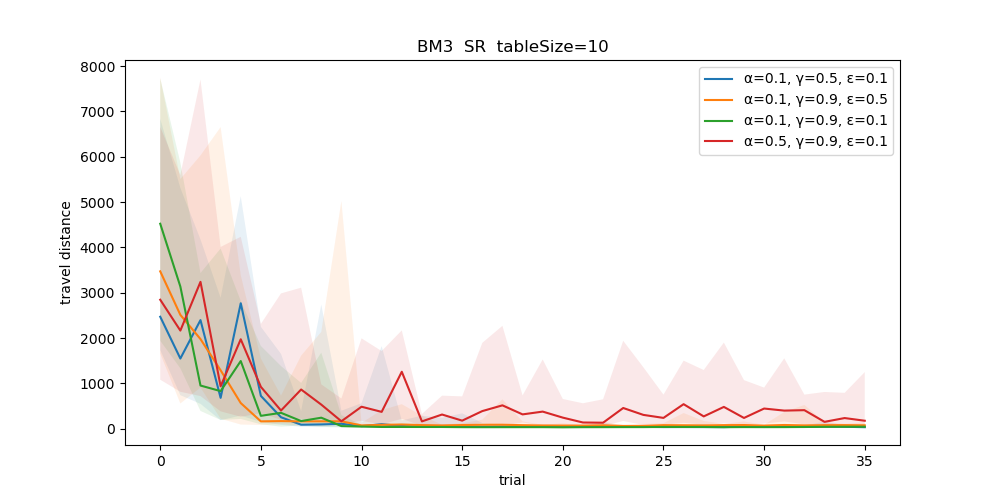 BM3  SR  tableSize=10
8000
7000
6000
5000
4000
3000
2000
1000
0
travel distance
α=0.1, γ=0.5, ε=0.1
α=0.1, γ=0.9, ε=0.5
α=0.1, γ=0.9, ε=0.1
α=0.5, γ=0.9, ε=0.1
0 5 10 15 20 25 30 35
trial